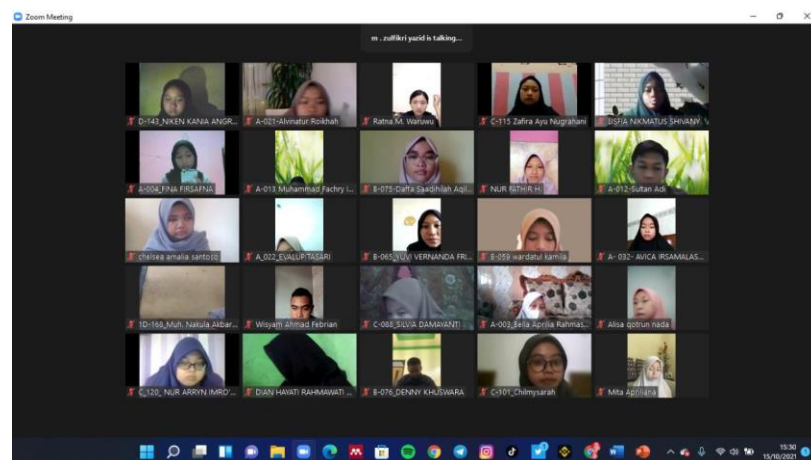 Zoom Meeting
m . zulfikri yazid is talking...
D-143_NIKEN KANIA ANGR...
A-021-Alvinatur Roikhah
Ratna M. Waruwu
C-115 Zafira Ayu Nugrahani
BISFIA NIKMATUS SHIVANY
A-004_FINA FIRSAFNA
A-013 Muhammad Fachry I...
B-075-Daffa Saadihilah Aqil...
NUR FATHIR H.
A-012-Sultan Adi
chelsea amalia santoso
A_022_EVALUPITASARI
B-065_YUVI VERNANDA FRI...
B-059 wardatul kamila
A- 032- AVICA IRSAMALAS...
1D-168_Muh. Nakula Akbar...
Wisyam Ahmad Febrian
C-088_SILVIA DAMAYANTI
A-003_Bella Aprilia Rahmas...
Alisa qotrun nada
C_120_ NUR ARRYN IMRO'...
DIAN HAYATI RAHMAWATI ...
B-076_DENNY KHUSWARA
C-101_Chilmysarah
Mita Apriliana
15:30
15/10/2021